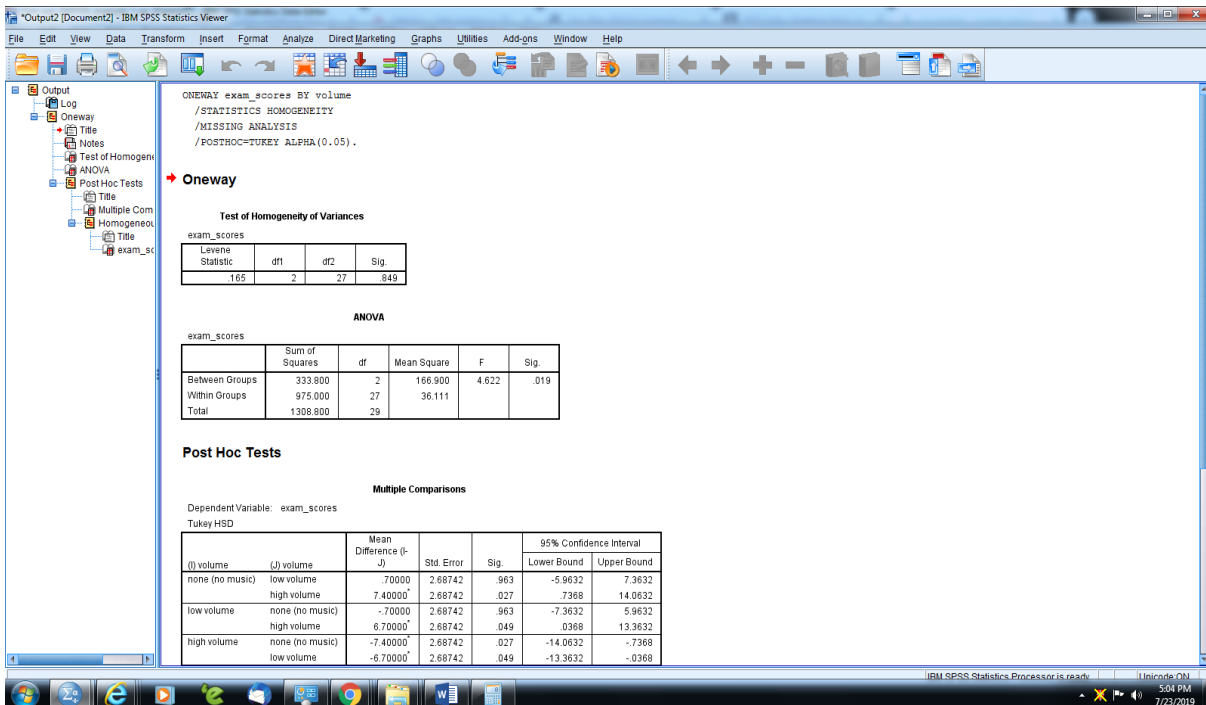 *Output2 [Document2] - IBM SPSS Statistics Viewer
File Edit View Data Transform Insert Format Analyze Direct Marketing Graphs Utilities Add-ons Window Help
Output
Log
Oneway
Title
Notes
Test of Homogene
ANOVA
Post Hoc Tests
Title
Multiple Com
Homogeneou
Title
exam_sc
ONEWAY exam_scores BY volume
/STATISTICS HOMOGENEITY
/MISSING ANALYSIS
/POSTHOC=TUKEY ALPHA(0.05).
Oneway
Test of Homogeneity of Variances
exam_scores
Levene Statistic df1 df2 Sig.
.165 2 27 .849
ANOVA
exam_scores
Sum of Squares df Mean Square F Sig.
Between Groups 333.800 2 166.900 4.622 .019
Within Groups 975.000 27 36.111
Total 1308.800 29
Post Hoc Tests
Multiple Comparisons
Dependent Variable: exam_scores
Tukey HSD
(I) volume (J) volume Mean Difference (I-J) Std. Error Sig. 95% Confidence Interval
Lower Bound Upper Bound
none (no music) low volume .70000 2.68742 .963 -5.9632 7.3632
high volume 7.40000* 2.68742 .027 .7368 14.0632
low volume none (no music) -.70000 2.68742 .963 -7.3632 5.9632
high volume 6.70000* 2.68742 .049 .0368 13.3632
high volume none (no music) -7.40000* 2.68742 .027 -14.0632 -.7368
low volume -6.70000* 2.68742 .049 -13.3632 -.0368
IBM SPSS Statistics Processor is ready Unicode:ON
5:04 PM
7/23/2019